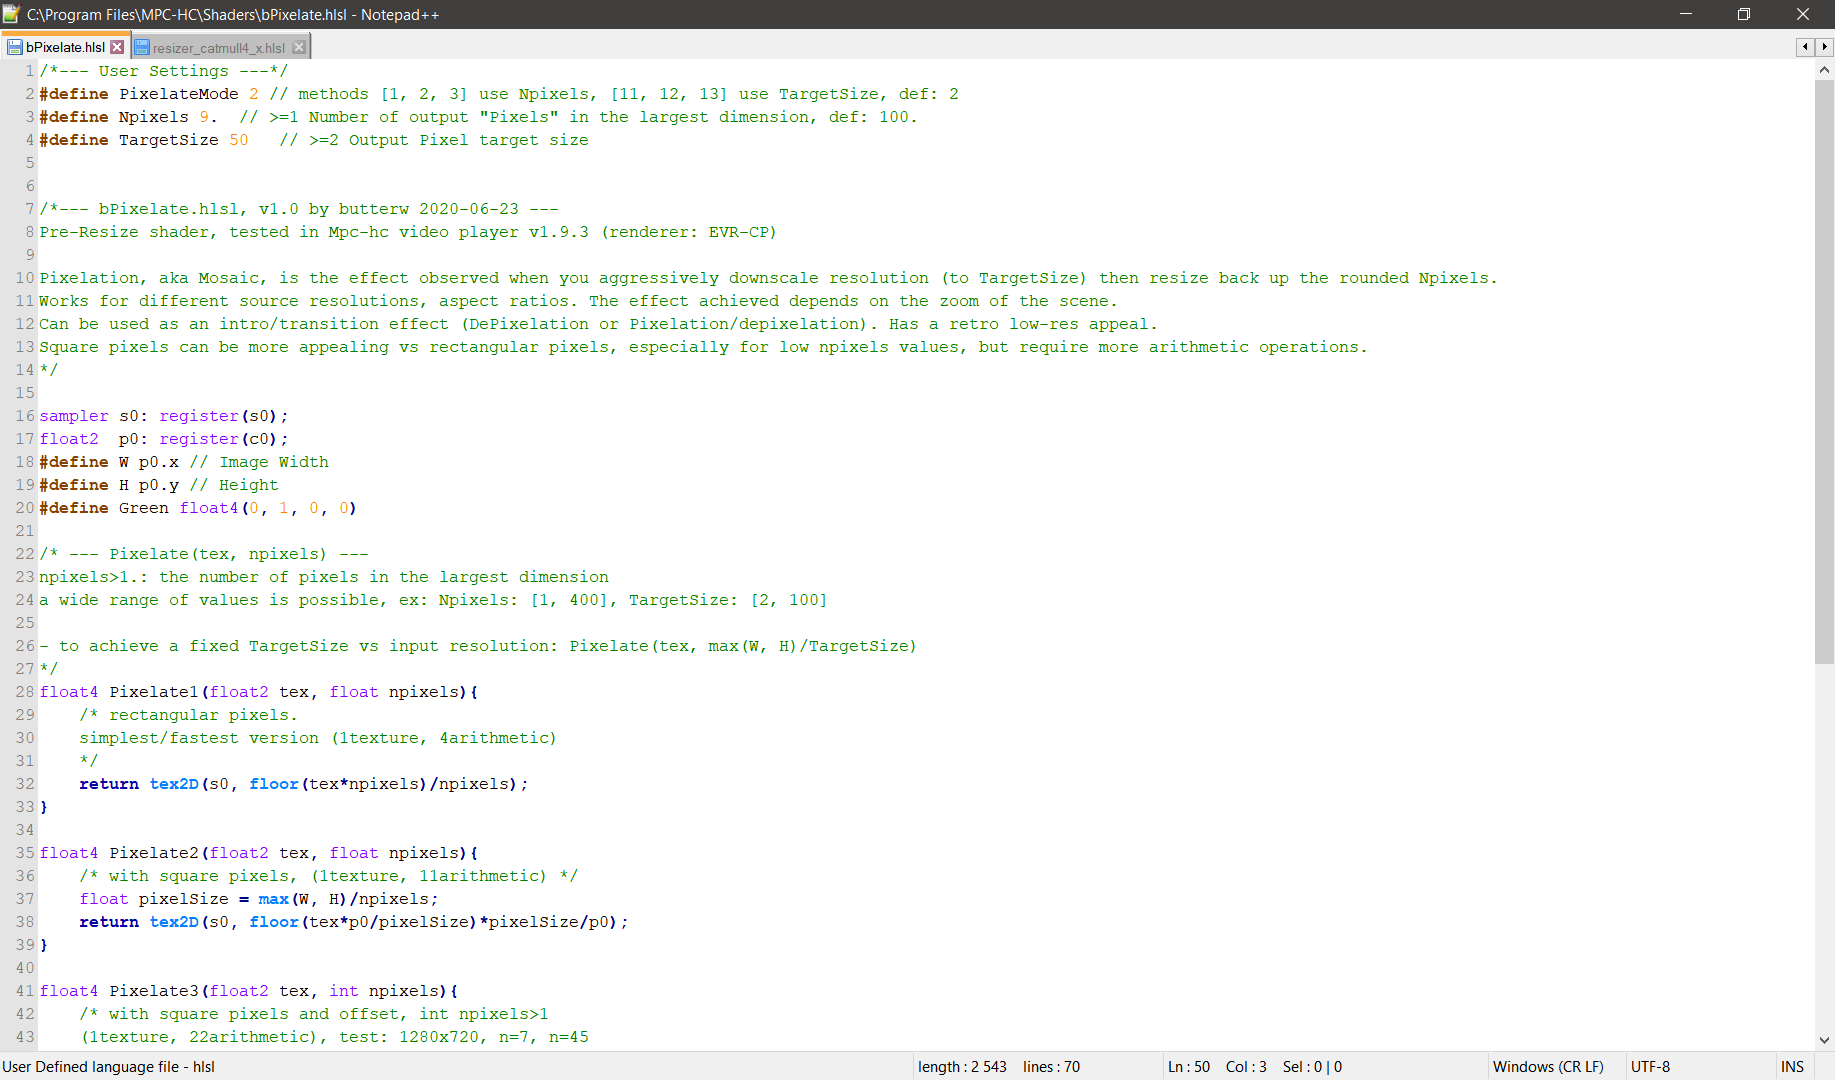 C:\Program Files\MPC-HC\Shaders\bPixelate.hlsl - Notepad++
bPixelate.hlsl resizer_catmull4_x.hlsl
1 /*--- User Settings ---*/
2 #define PixelateMode 2 // methods [1, 2, 3] use Npixels, [11, 12, 13] use TargetSize, def: 2
3 #define Npixels 9.  // >=1 Number of output "Pixels" in the largest dimension, def: 100.
4 #define TargetSize 50   // >=2 Output Pixel target size
5
6
7 /*--- bPixelate.hlsl, v1.0 by butterw 2020-06-23 ---
8 Pre-Resize shader, tested in Mpc-hc video player v1.9.3 (renderer: EVR-CP)
9
10 Pixelation, aka Mosaic, is the effect observed when you aggressively downscale resolution (to TargetSize) then resize back up the rounded Npixels.
11 Works for different source resolutions, aspect ratios. The effect achieved depends on the zoom of the scene.
12 Can be used as an intro/transition effect (DePixelation or Pixelation/depixelation). Has a retro low-res appeal.
13 Square pixels can be more appealing vs rectangular pixels, especially for low npixels values, but require more arithmetic operations.
14 */
15
16 sampler s0: register(s0);
17 float2  p0: register(c0);
18 #define W p0.x // Image Width
19 #define H p0.y // Height
20 #define Green float4(0, 1, 0, 0)
21
22 /* --- Pixelate(tex, npixels) ---
23 npixels>1.: the number of pixels in the largest dimension
24 a wide range of values is possible, ex: Npixels: [1, 400], TargetSize: [2, 100]
25
26 - to achieve a fixed TargetSize vs input resolution: Pixelate(tex, max(W, H)/TargetSize)
27 */
28 float4 Pixelate1(float2 tex, float npixels){
29     /* rectangular pixels.
30     simplest/fastest version (1texture, 4arithmetic)
31     */
32     return tex2D(s0, floor(tex*npixels)/npixels);
33 }
34
35 float4 Pixelate2(float2 tex, float npixels){
36     /* with square pixels, (1texture, 11arithmetic) */
37     float pixelSize = max(W, H)/npixels;
38     return tex2D(s0, floor(tex*p0/pixelSize)*pixelSize/p0);
39 }
40
41 float4 Pixelate3(float2 tex, int npixels){
42     /* with square pixels and offset, int npixels>1
43     (1texture, 22arithmetic), test: 1280x720, n=7, n=45
User Defined language file - hlsl length : 2 543 lines : 70 Ln : 50 Col : 3 Sel : 0 | 0 Windows (CR LF) UTF-8 INS